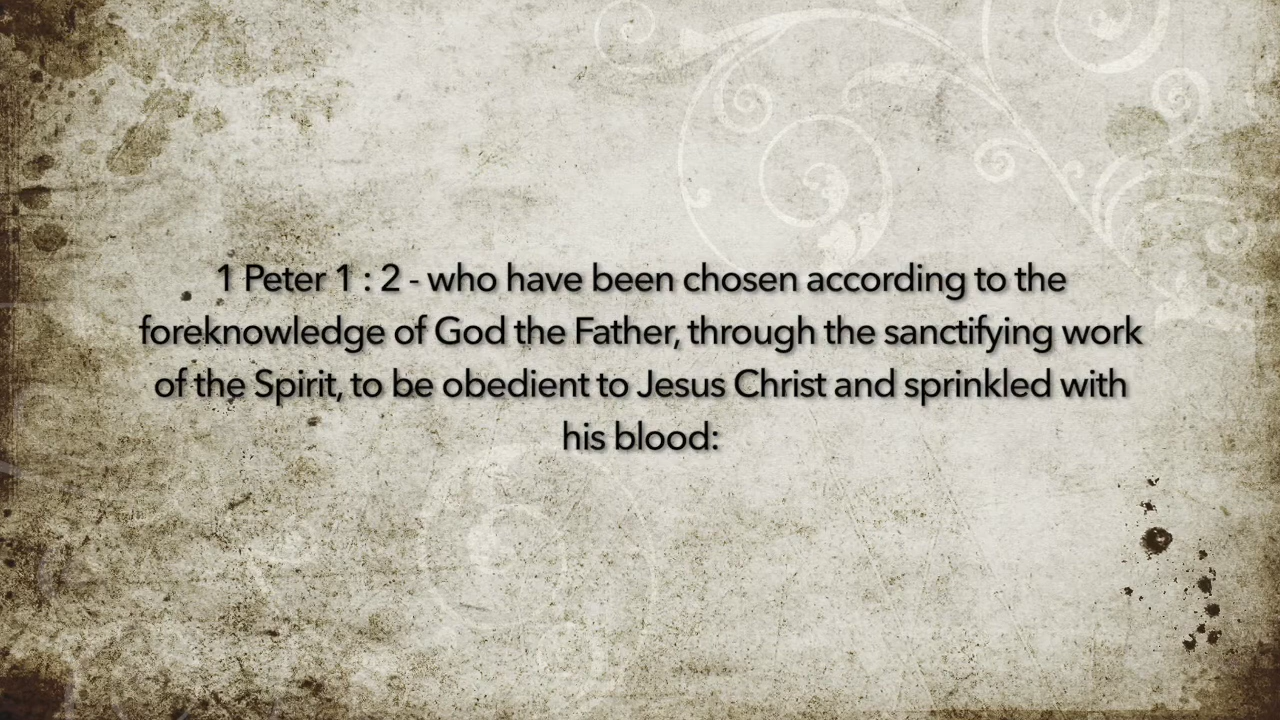 1 Peter 1 : 2 - who have been chosen according to the
foreknowledge of God the Father, through the sanctifying work
of the Spirit, to be obedient to Jesus Christ and sprinkled with
his blood: